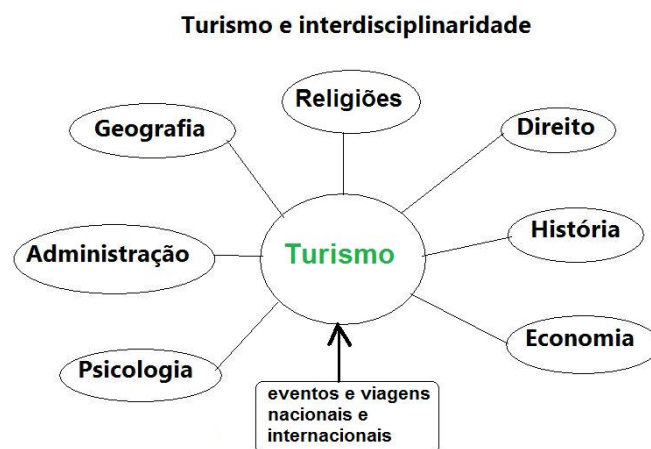 Turismo e interdisciplinaridade
Religiões
Geografia
Direito
Administração
Turismo
História
Psicologia
Economia
eventos e viagens
nacionais e
internacionais